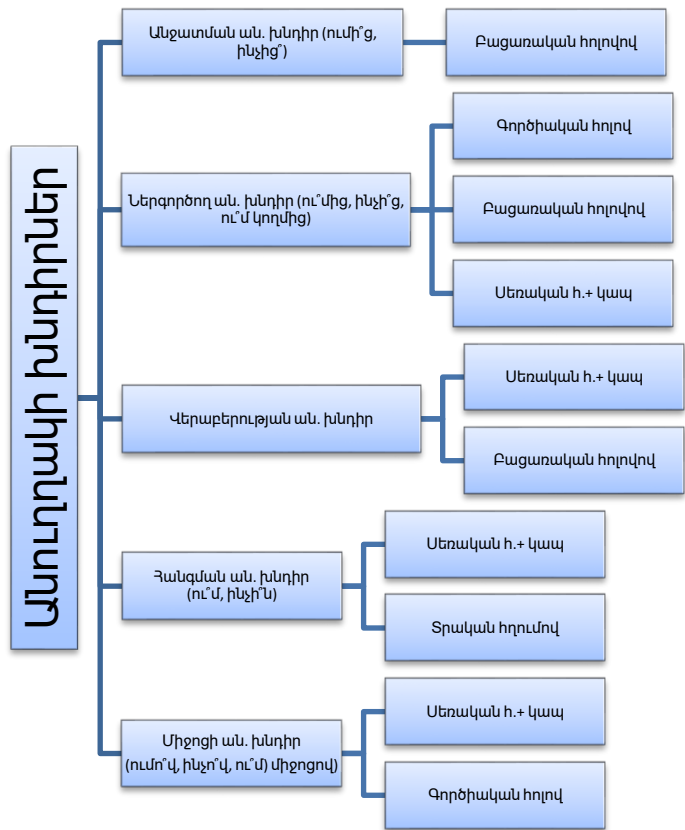 Անուղղակի խնդիրներ
Անջատման ան. խնդիր (ումի՞ց,
ինչից՞)
Բացառական հոլովով
Ներգործող ան. խնդիր (ու՞մից, ինչի՞ց,
ու՞մ կողմից)
Գործիական հոլով
Բացառական հոլովով
Սեռական հ.+ կապ
Վերաբերության ան. խնդիր
Սեռական հ.+ կապ
Բացառական հոլովով
Հանգման ան. խնդիր
(ու՞մ, ինչի՞ն)
Սեռական հ.+ կապ
Տրական հղումով
Միջոցի ան. խնդիր
(ումո՞վ, ինչո՞վ, ու՞մ) միջոցով)
Սեռական հ.+ կապ
Գործիական հոլով